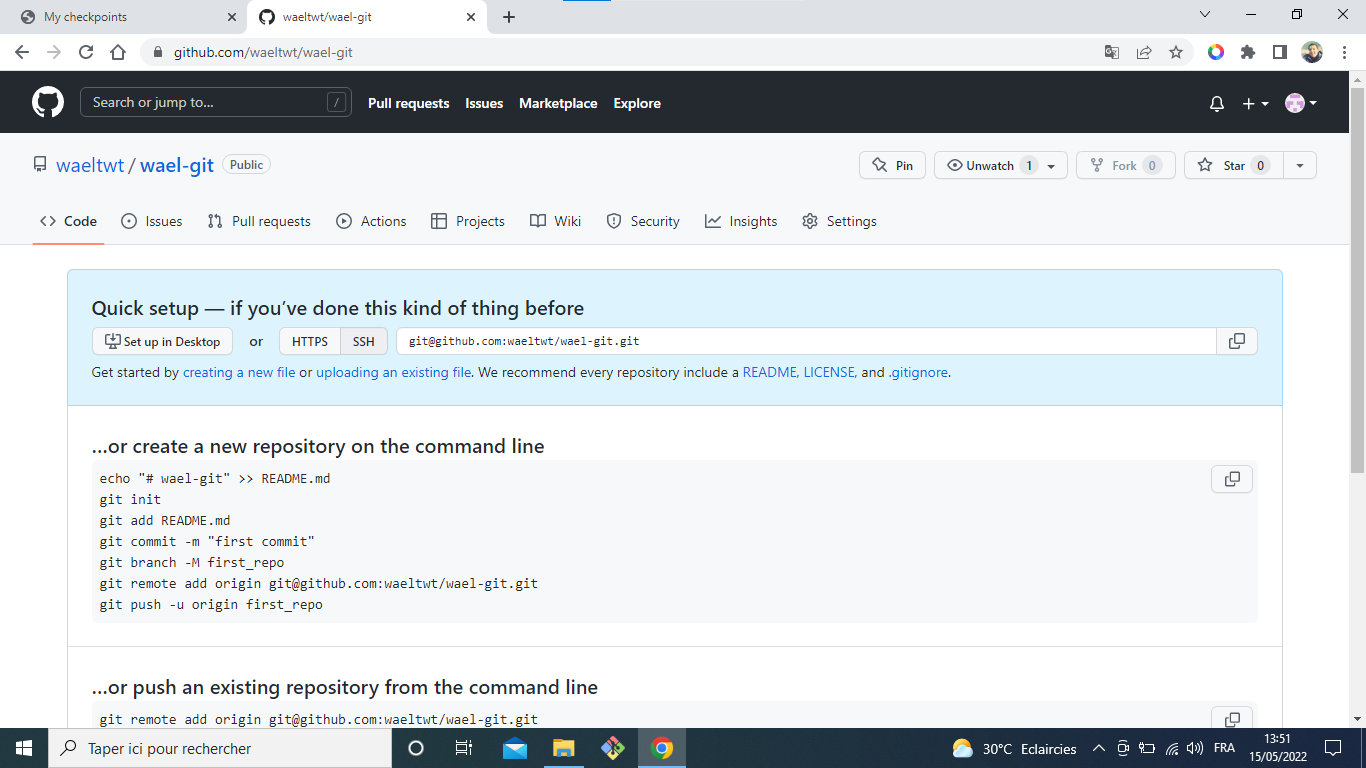 My checkpoints
waeltwt/wael-git
github.com/waeltwt/wael-git
Search or jump to... /
Pull requests Issues Marketplace Explore
waeltwt / wael-git Public
Pin Unwatch 1 Fork 0 Star 0
Code Issues Pull requests Actions Projects Wiki Security Insights Settings
Quick setup — if you’ve done this kind of thing before
Set up in Desktop or HTTPS SSH git@github.com:waeltwt/wael-git.git
Get started by creating a new file or uploading an existing file. We recommend every repository include a README, LICENSE, and .gitignore.
…or create a new repository on the command line
echo "# wael-git" >> README.md
git init
git add README.md
git commit -m "first commit"
git branch -M first_repo
git remote add origin git@github.com:waeltwt/wael-git.git
git push -u origin first_repo
…or push an existing repository from the command line
git remote add origin git@github.com:waeltwt/wael-git.git
Taper ici pour rechercher
30°C Eclaircies
FRA
13:51
15/05/2022